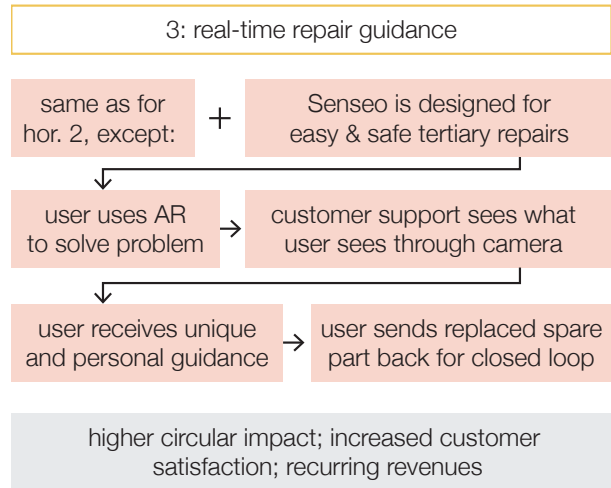 3: real-time repair guidance
same as for
hor. 2, except:
+
Senseo is designed for
easy & safe tertiary repairs
user uses AR
to solve problem
customer support sees what
user sees through camera
user receives unique
and personal guidance
user sends replaced spare
part back for closed loop
higher circular impact; increased customer
satisfaction; recurring revenues